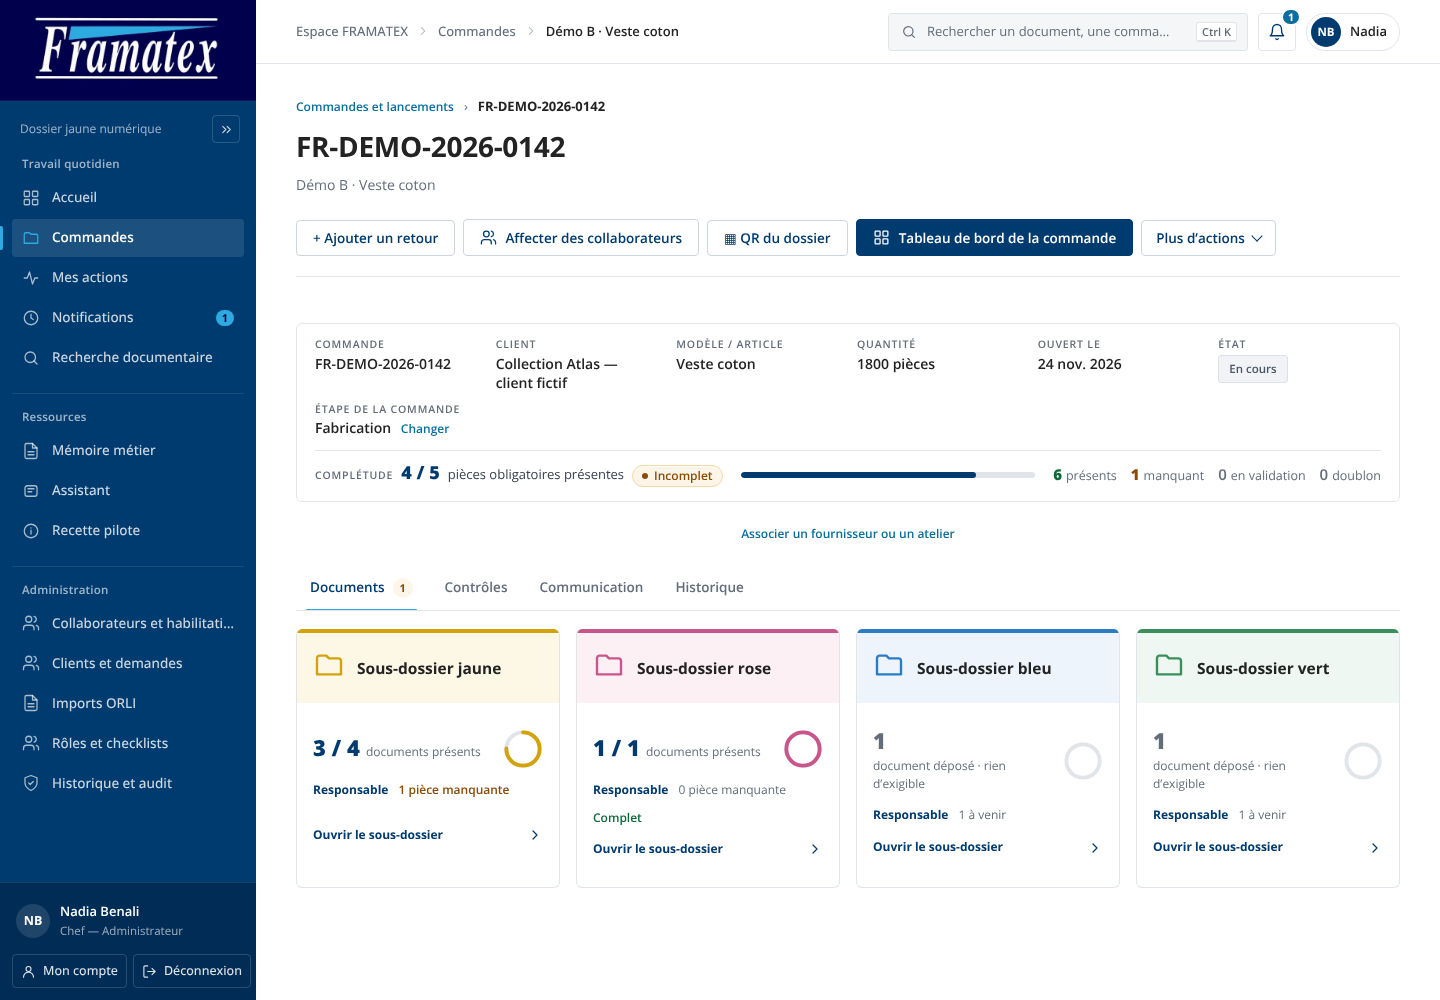 Framatex
Dossier jaune numérique
Travail quotidien
Accueil
Commandes
Mes actions
Notifications 1
Recherche documentaire
Ressources
Mémoire métier
Assistant
Recette pilote
Administration
Collaborateurs et habilitati...
Clients et demandes
Imports ORLI
Rôles et checklists
Historique et audit
NB Nadia Benali
Chef — Administrateur
Mon compte Déconnexion
Espace FRAMATEX Commandes Démo B · Veste coton
Rechercher un document, une comma... Ctrl K 1 NB Nadia
Commandes et lancements › FR-DEMO-2026-0142
FR-DEMO-2026-0142
Démo B · Veste coton
+ Ajouter un retour Affecter des collaborateurs QR du dossier Tableau de bord de la commande Plus d’actions
COMMANDE
FR-DEMO-2026-0142
CLIENT
Collection Atlas —
client fictif
MODÈLE / ARTICLE
Veste coton
QUANTITÉ
1800 pièces
OUVERT LE
24 nov. 2026
ÉTAT
En cours
ÉTAPE DE LA COMMANDE
Fabrication Changer
COMPLÉTUDE 4 / 5 pièces obligatoires présentes Incomplet 6 présents 1 manquant 0 en validation 0 doublon
Associer un fournisseur ou un atelier
Documents 1 Contrôles Communication Historique
Sous-dossier jaune
3 / 4 documents présents
Responsable 1 pièce manquante
Ouvrir le sous-dossier
Sous-dossier rose
1 / 1 documents présents
Responsable 0 pièce manquante
Complet
Ouvrir le sous-dossier
Sous-dossier bleu
1
document déposé · rien
d’exigible
Responsable 1 à venir
Ouvrir le sous-dossier
Sous-dossier vert
1
document déposé · rien
d’exigible
Responsable 1 à venir
Ouvrir le sous-dossier